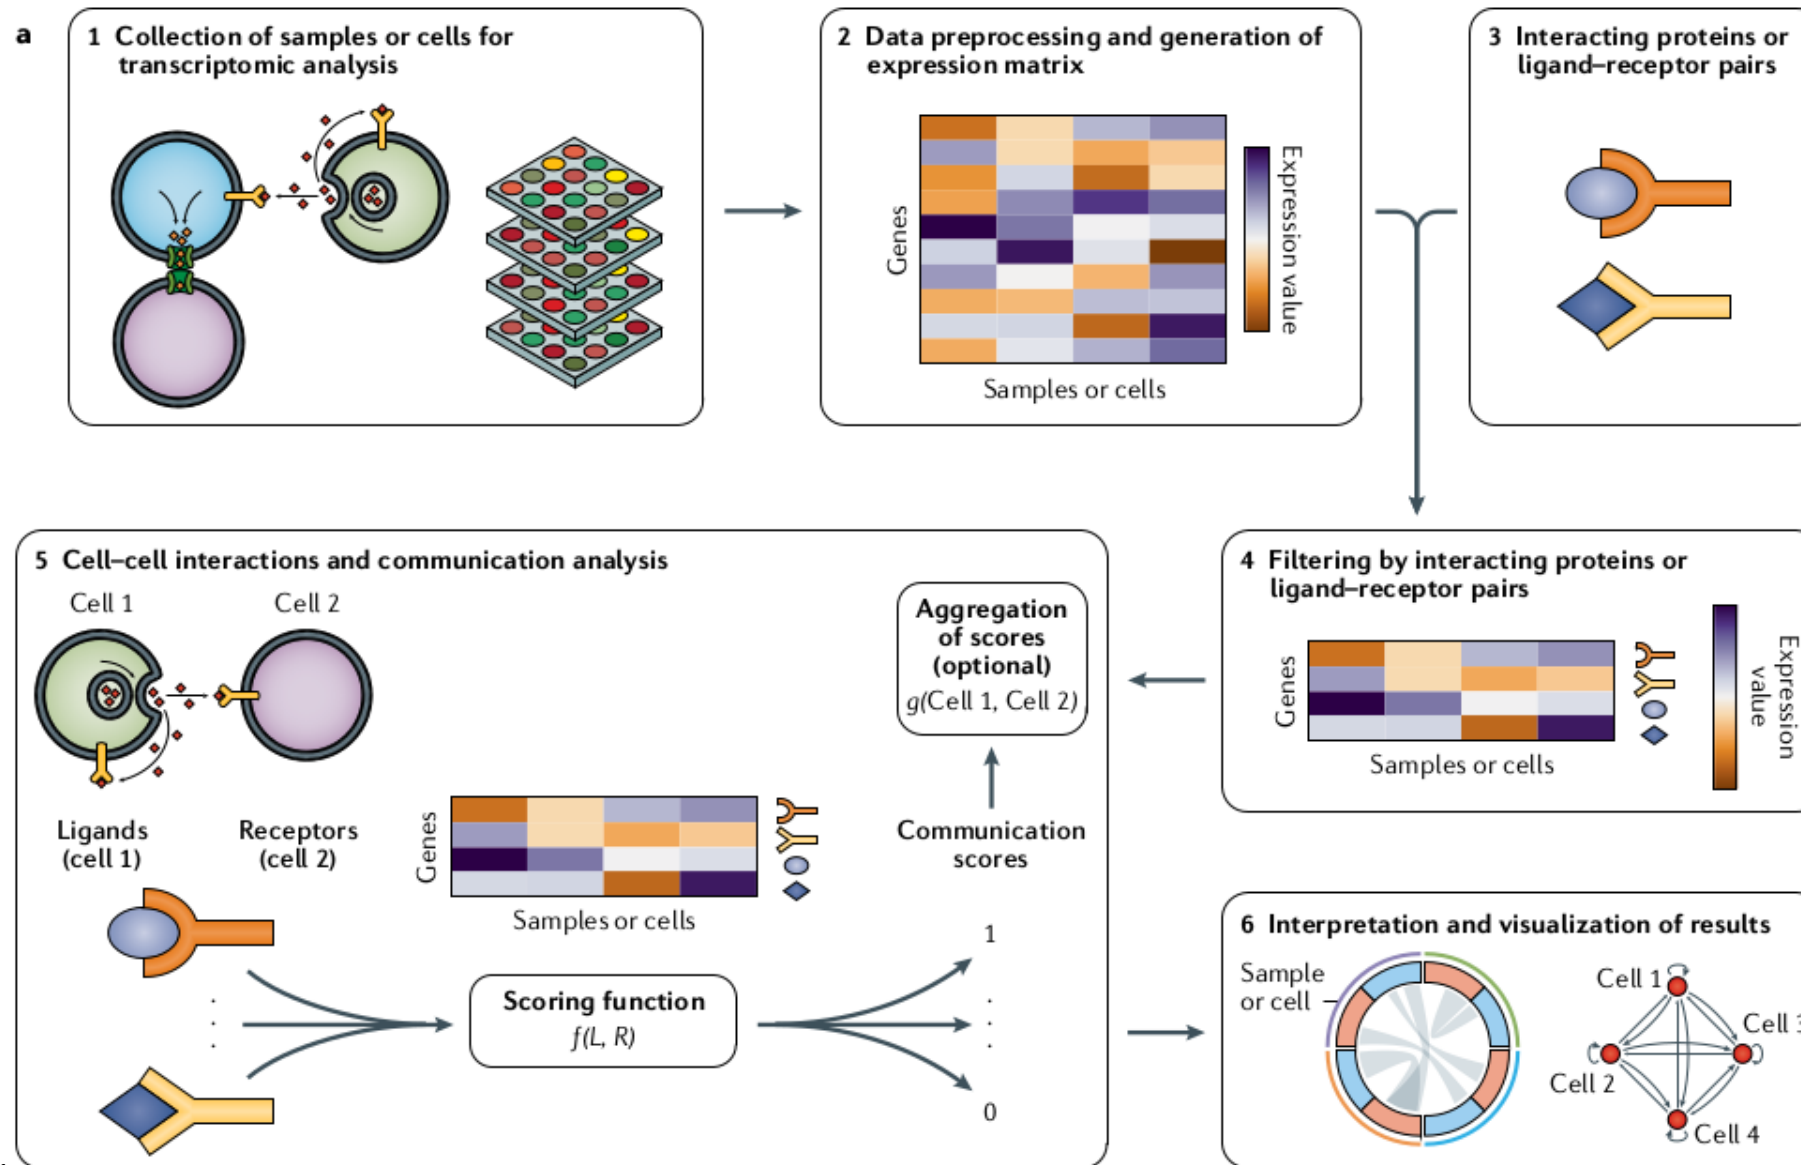 a
1 Collection of samples or cells for
transcriptomic analysis
2 Data preprocessing and generation of
expression matrix
Genes
Expression value
Samples or cells
3 Interacting proteins or
ligand–receptor pairs
4 Filtering by interacting proteins or
ligand–receptor pairs
Genes
Samples or cells
Expression
value
5 Cell–cell interactions and communication analysis
Cell 1
Cell 2
Ligands
(cell 1)
Receptors
(cell 2)
Genes
Samples or cells
Aggregation
of scores
(optional)
g(Cell 1, Cell 2)
Communication
scores
Scoring function
f(L, R)
1
.
.
.
0
6 Interpretation and visualization of results
Sample
or cell
Cell 1
Cell 3
Cell 2
Cell 4